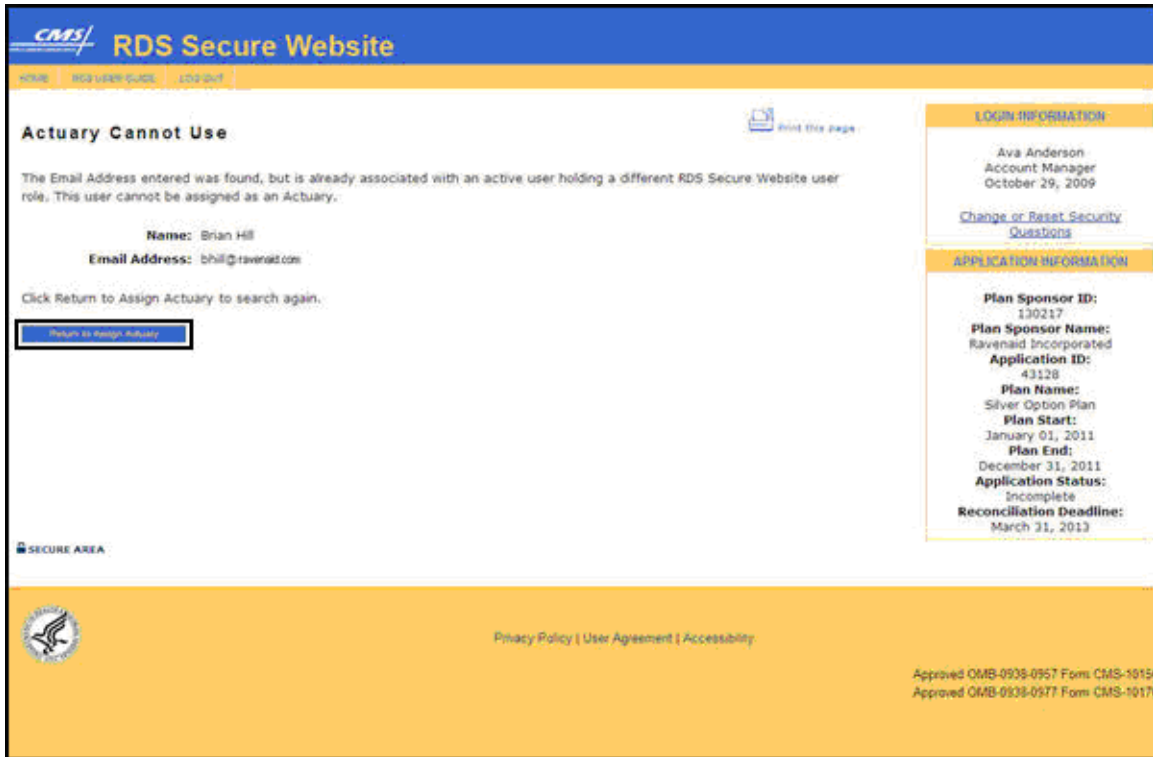 CMS/
RDS Secure Website
HOME RDS USER GUIDE LOG OUT
Actuary Cannot Use
Print this page
The Email Address entered was found, but is already associated with an active user holding a different RDS Secure Website user
role. This user cannot be assigned as an Actuary.
Name: Brian Hill
Email Address: bhill@ravenaid.com
Click Return to Assign Actuary to search again.
Return to Assign Actuary
SECURE AREA
LOGIN INFORMATION
Ava Anderson
Account Manager
October 29, 2009
Change or Reset Security
Questions
APPLICATION INFORMATION
Plan Sponsor ID:
130217
Plan Sponsor Name:
Ravenaid Incorporated
Application ID:
43128
Plan Name:
Silver Option Plan
Plan Start:
January 01, 2011
Plan End:
December 31, 2011
Application Status:
Incomplete
Reconciliation Deadline:
March 31, 2013
Privacy Policy | User Agreement | Accessibility
Approved OMB-0938-0957 Form CMS-1015
Approved OMB-0938-0977 Form CMS-1017